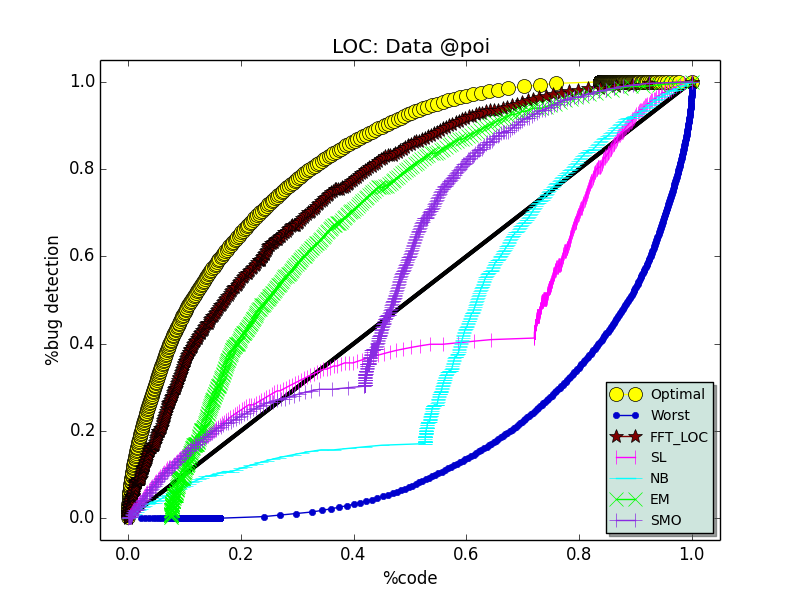 LOC: Data @poi
1.0
0.8
0.6
0.4
0.2
0.0
%bug detection
0.0 0.2 0.4 0.6 0.8 1.0
%code
Optimal
Worst
FFT_LOC
SL
NB
EM
SMO